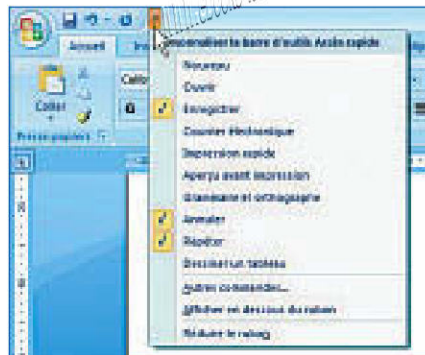 Accueil
Personnaliser la barre d'outils Accès rapide
Nouveau
Ouvrir
Enregistrer
Courrier électronique
Impression rapide
Aperçu avant impression
Grammaire et orthographe
Annuler
Répéter
Dessiner un tableau
Autres commandes...
Afficher en dessous du ruban
Réduire le ruban
Coller
Calibr
G
Presse-papiers